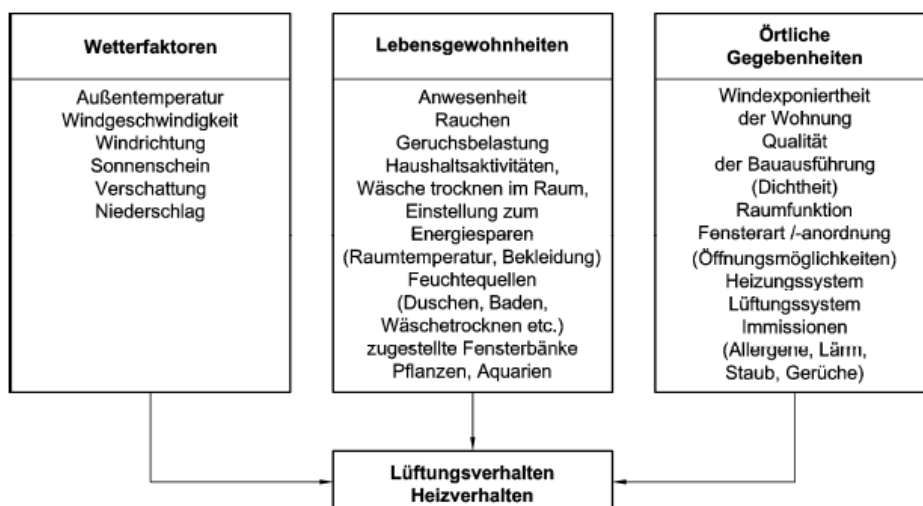 Wetterfaktoren
Außentemperatur
Windgeschwindigkeit
Windrichtung
Sonnenschein
Verschattung
Niederschlag
Lebensgewohnheiten
Anwesenheit
Rauchen
Geruchsbelastung
Haushaltsaktivitäten,
Wäsche trocknen im Raum,
Einstellung zum
Energiesparen
(Raumtemperatur, Bekleidung)
Feuchtequellen
(Duschen, Baden,
Wäschetrocknen etc.)
zugestellte Fensterbänke
Pflanzen, Aquarien
Örtliche
Gegebenheiten
Windexponiertheit
der Wohnung
Qualität
der Bauausführung
(Dichtheit)
Raumfunktion
Fensterart /-anordnung
(Öffnungsmöglichkeiten)
Heizungssystem
Lüftungssystem
Immissionen
(Allergene, Lärm,
Staub, Gerüche)
Lüftungsverhalten
Heizverhalten